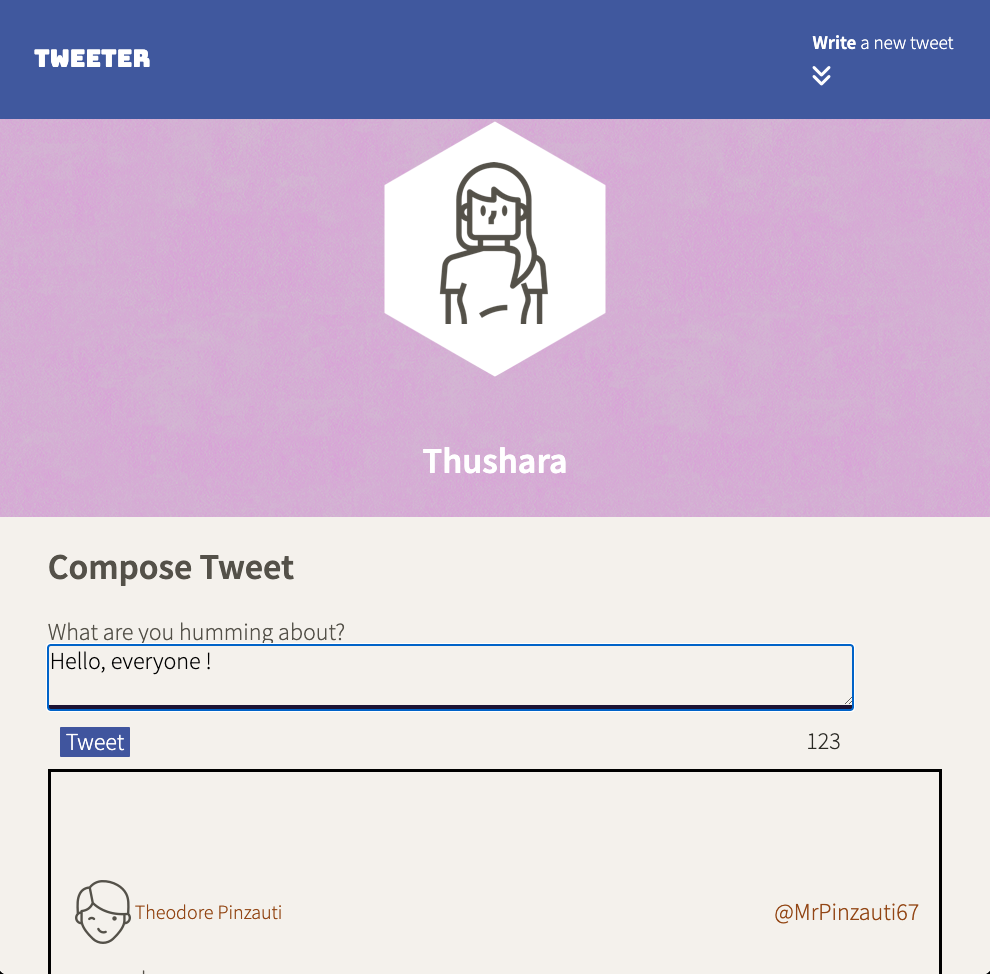 TWEETER
Write a new tweet
Thushara
Compose Tweet
What are you humming about?
Hello, everyone !
Tweet
123
Theodore Pinzauti
@MrPinzauti67